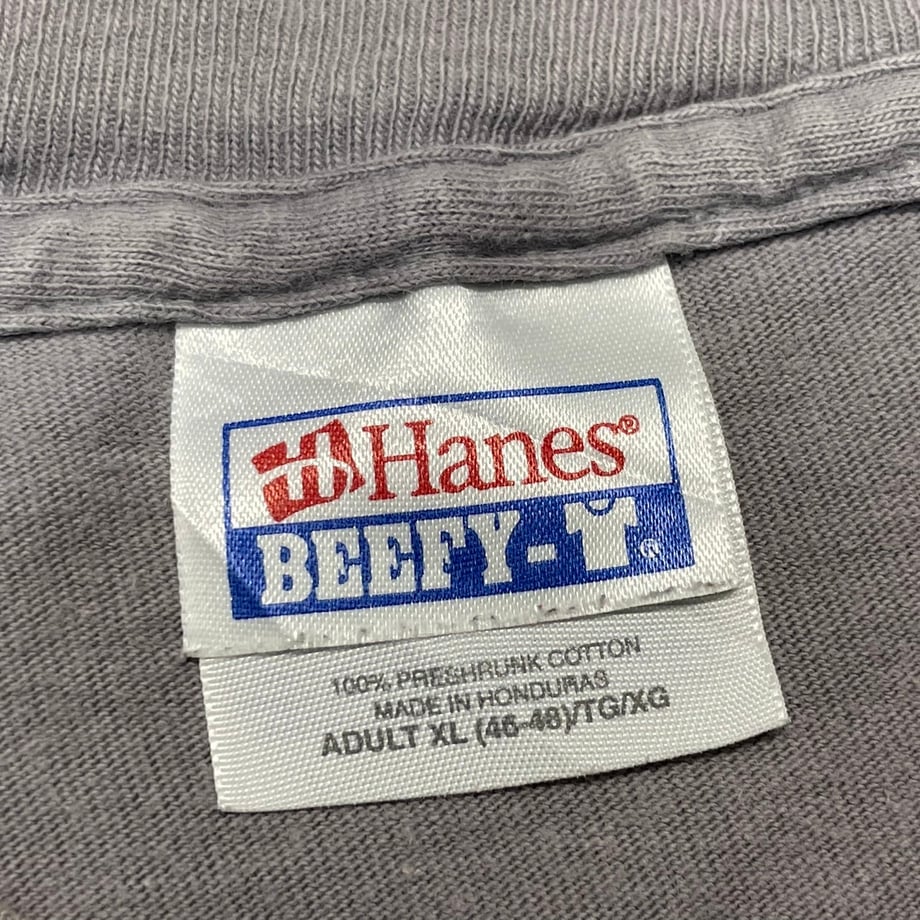 Hanes®
BEEFY-T®
100% PRESHRUNK COTTON
MADE IN HONDURAS
ADULT XL (46-48)/TG/XG